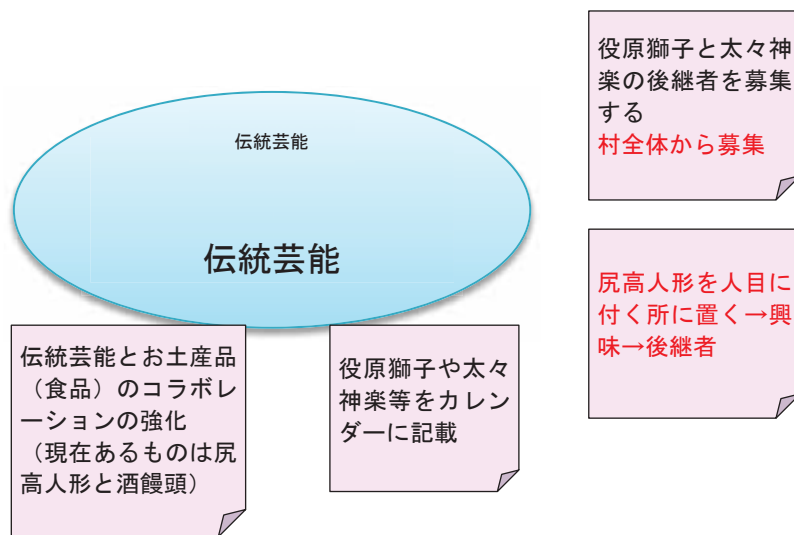 伝統芸能
伝統芸能
役原獅子と太々神
楽の後継者を募集
する
村全体から募集
尻高人形を人目に
付く所に置く→興
味→後継者
伝統芸能とお土産品
（食品）のコラボレ
ーションの強化
（現在あるものは尻
高人形と酒饅頭）
役原獅子や太々
神楽等をカレン
ダーに記載